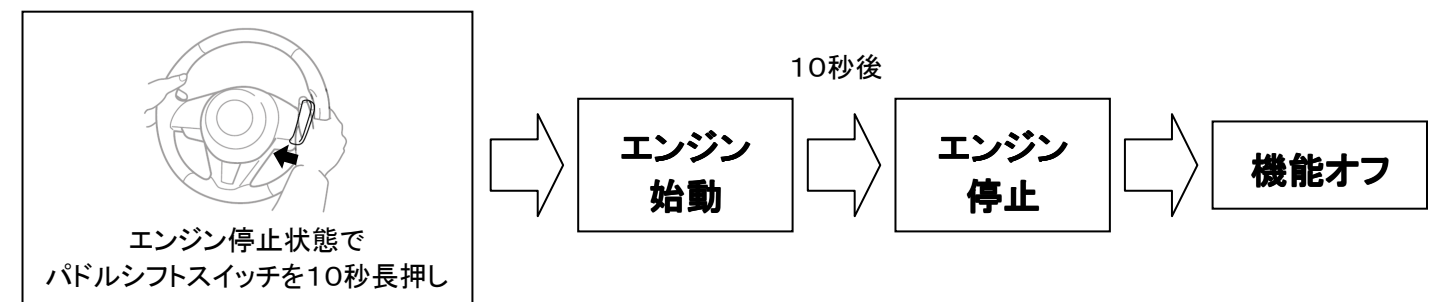 エンジン停止状態で
パドルシフトスイッチを10秒長押し
エンジン
始動
10秒後
エンジン
停止
機能オフ